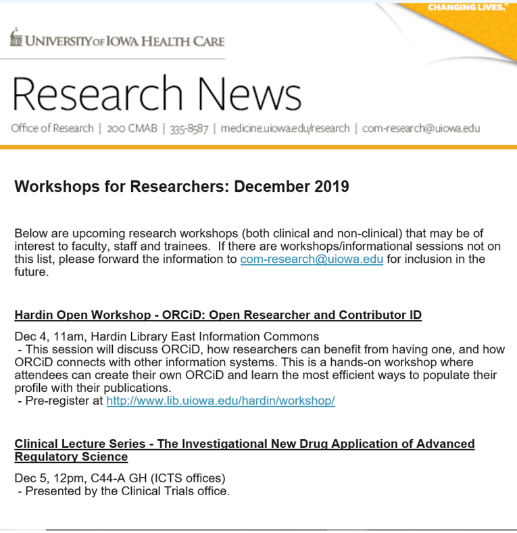 CHANGING LIVES.®
UNIVERSITY OF IOWA HEALTH CARE
Research News
Office of Research | 200 CMAB | 335-8587 | medicine.uiowa.edu/research | com-research@uiowa.edu
Workshops for Researchers: December 2019
Below are upcoming research workshops (both clinical and non-clinical) that may be of
interest to faculty, staff and trainees. If there are workshops/informational sessions not on
this list, please forward the information to com-research@uiowa.edu for inclusion in the
future.
Hardin Open Workshop - ORCiD: Open Researcher and Contributor ID
Dec 4, 11am, Hardin Library East Information Commons
- This session will discuss ORCiD, how researchers can benefit from having one, and how
ORCiD connects with other information systems. This is a hands-on workshop where
attendees can create their own ORCiD and learn the most efficient ways to populate their
profile with their publications.
- Pre-register at http://www.lib.uiowa.edu/hardin/workshop/
Clinical Lecture Series - The Investigational New Drug Application of Advanced
Regulatory Science
Dec 5, 12pm, C44-A GH (ICTS offices)
- Presented by the Clinical Trials office.